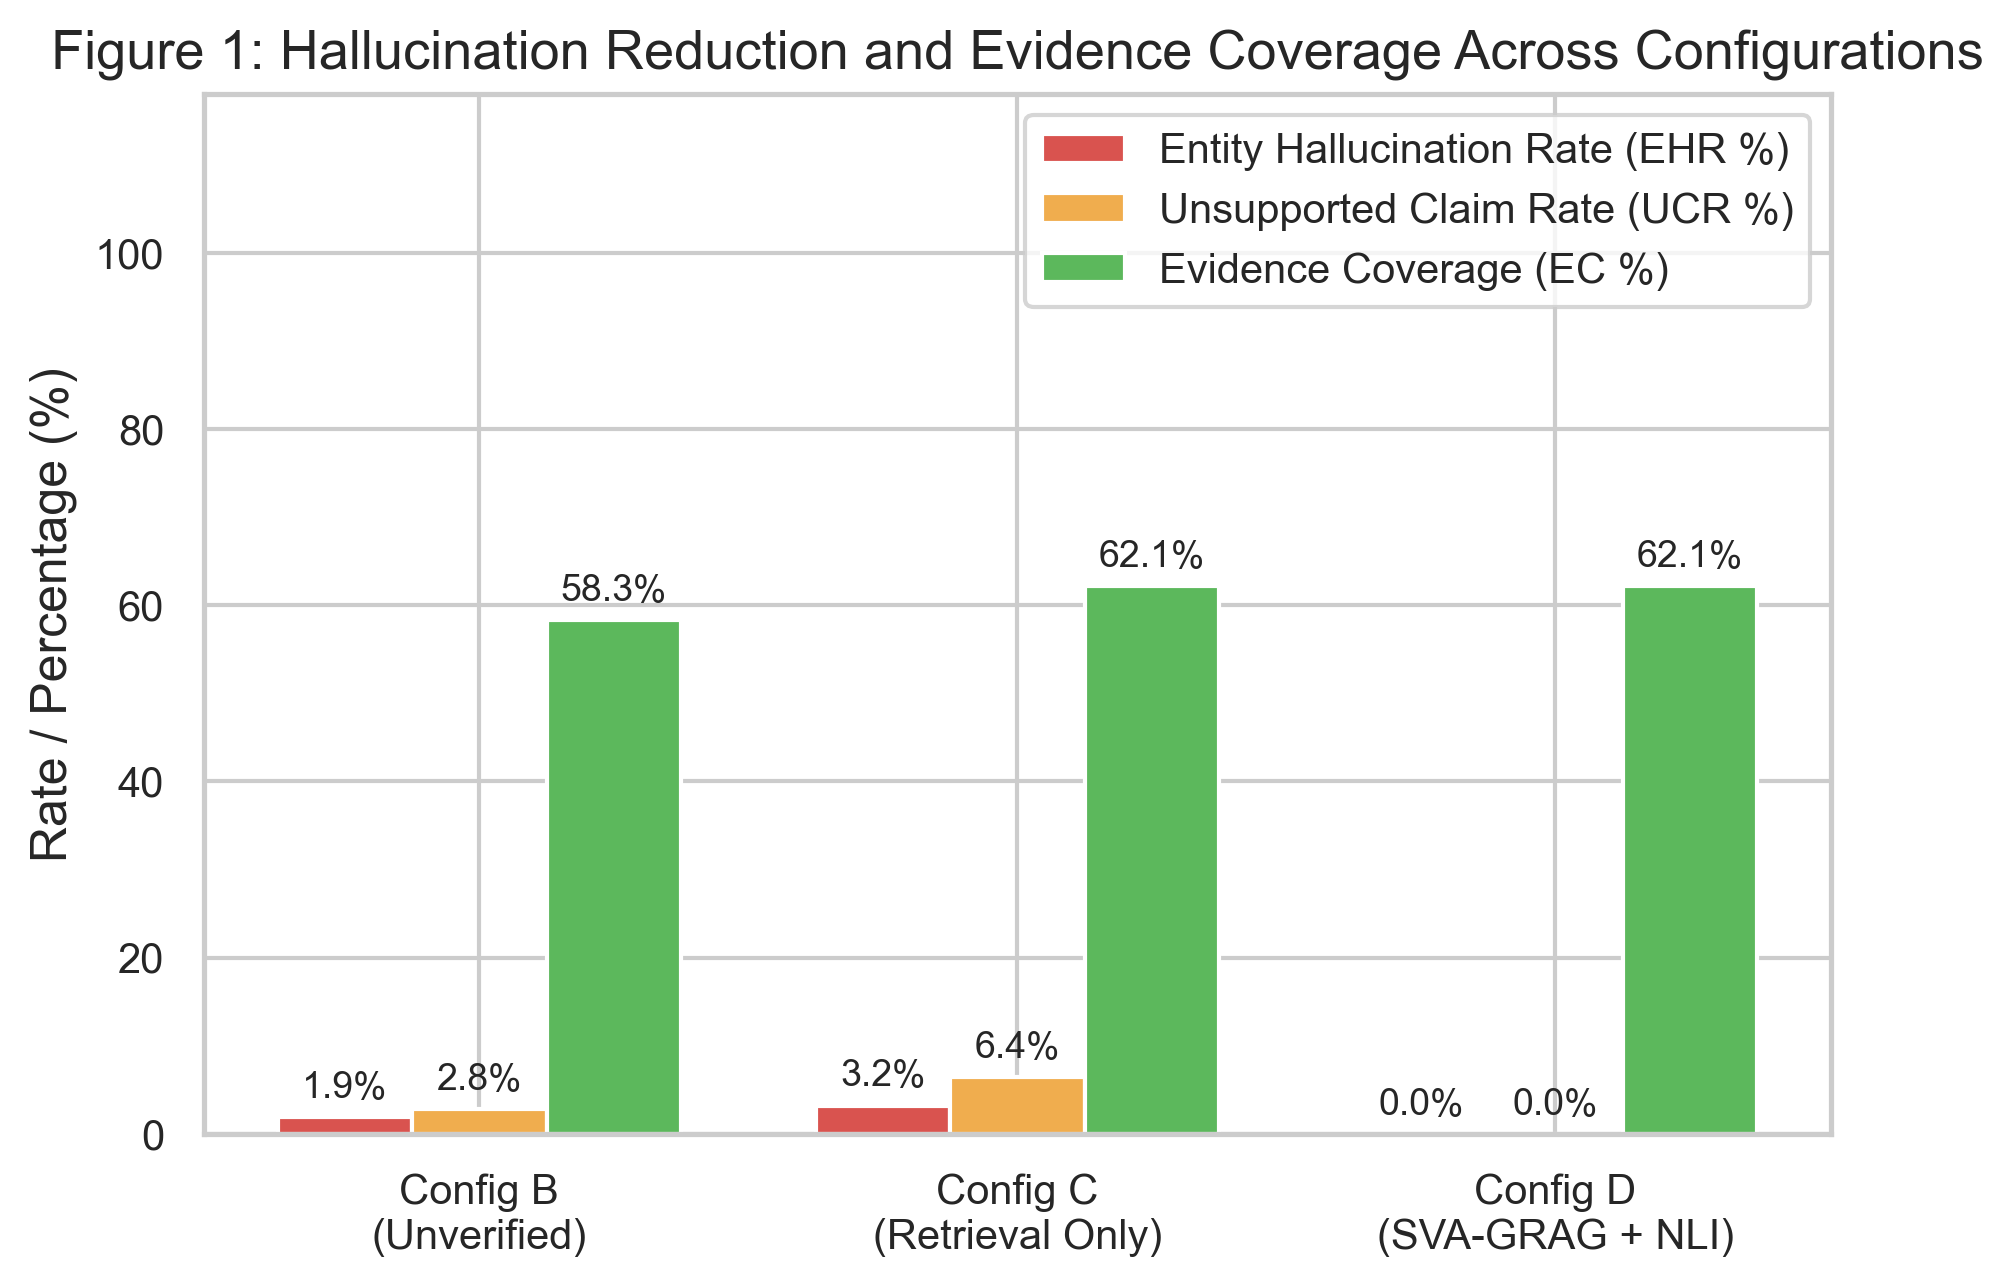 Figure 1: Hallucination Reduction and Evidence Coverage Across Configurations
Entity Hallucination Rate (EHR %)
Unsupported Claim Rate (UCR %)
Evidence Coverage (EC %)
Rate / Percentage (%)
100
80
60
40
20
0
1.9%
2.8%
58.3%
3.2%
6.4%
62.1%
0.0%
0.0%
62.1%
Config B
(Unverified)
Config C
(Retrieval Only)
Config D
(SVA-GRAG + NLI)